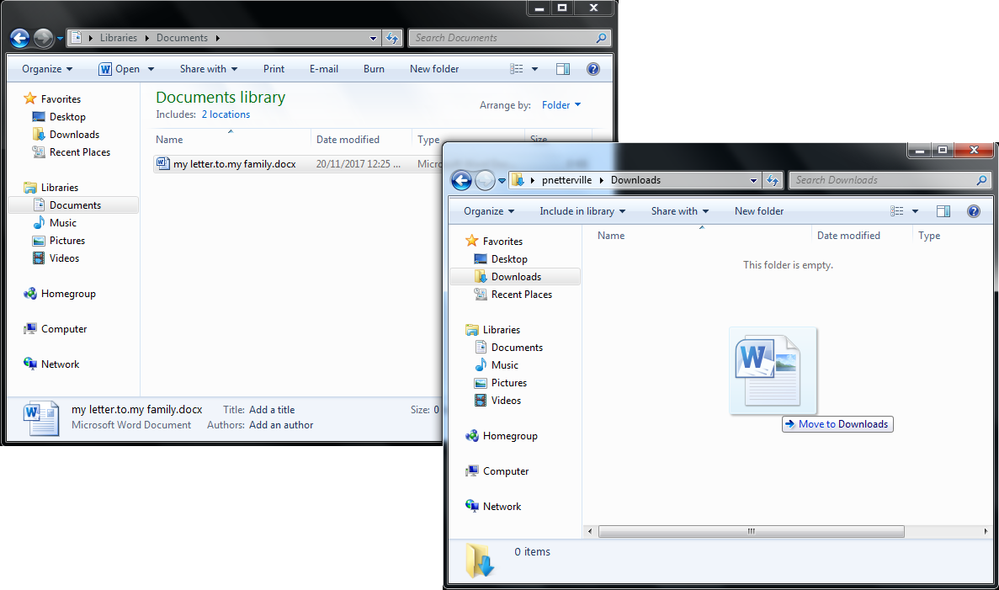 Libraries Documents
Search Documents
Organize Open Share with Print E-mail Burn New folder
Favorites
Desktop
Downloads
Recent Places
Libraries
Documents
Music
Pictures
Videos
Homegroup
Computer
Network
Documents library
Includes: 2 locations
Arrange by: Folder
Name Date modified Type Size
my letter.to.my family.docx 20/11/2017 12:25 ...
my letter.to.my family.docx Title: Add a title Size: 0
Microsoft Word Document Authors: Add an author
pnetterville Downloads
Search Downloads
Organize Include in library Share with New folder
Favorites
Desktop
Downloads
Recent Places
Libraries
Documents
Music
Pictures
Videos
Homegroup
Computer
Network
Name Date modified Type
This folder is empty.
W
Move to Downloads
0 items